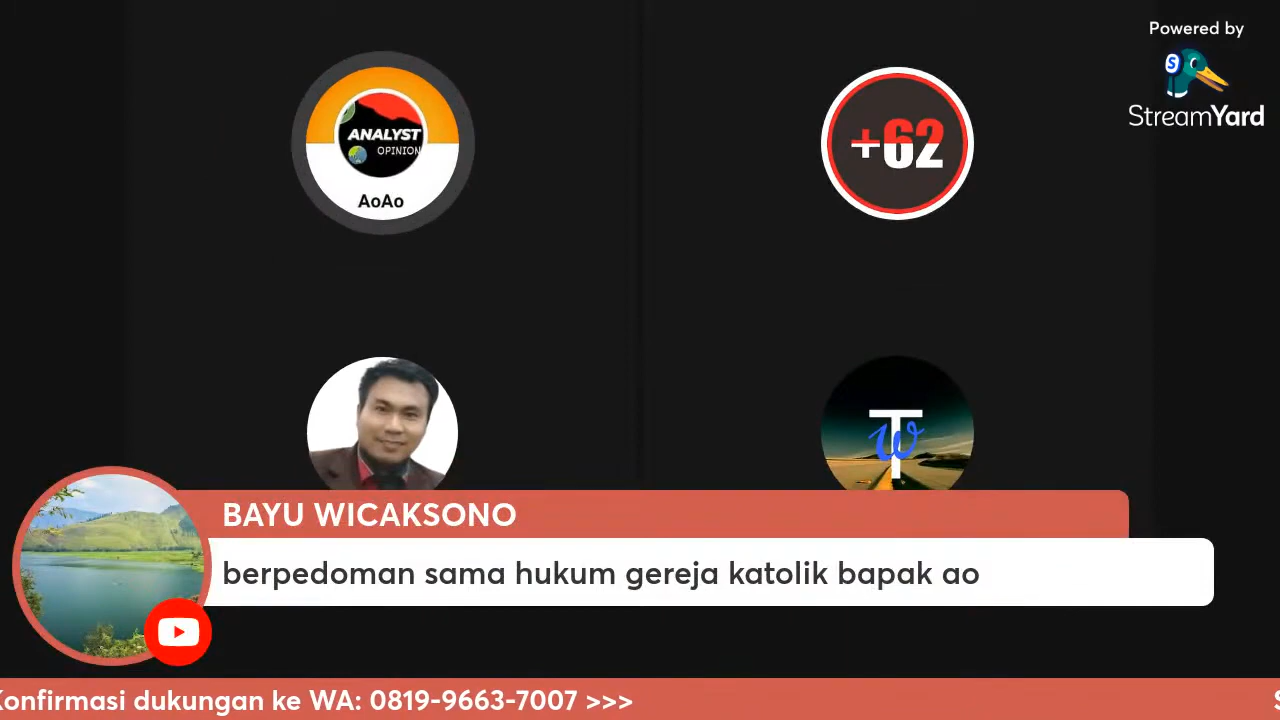 Powered by
S
StreamYard
ANALYST
OPINION
AoAo
+62
T
w
BAYU WICAKSONO
berpedoman sama hukum gereja katolik bapak ao
Konfirmasi dukungan ke WA: 0819-9663-7007 >>>
S